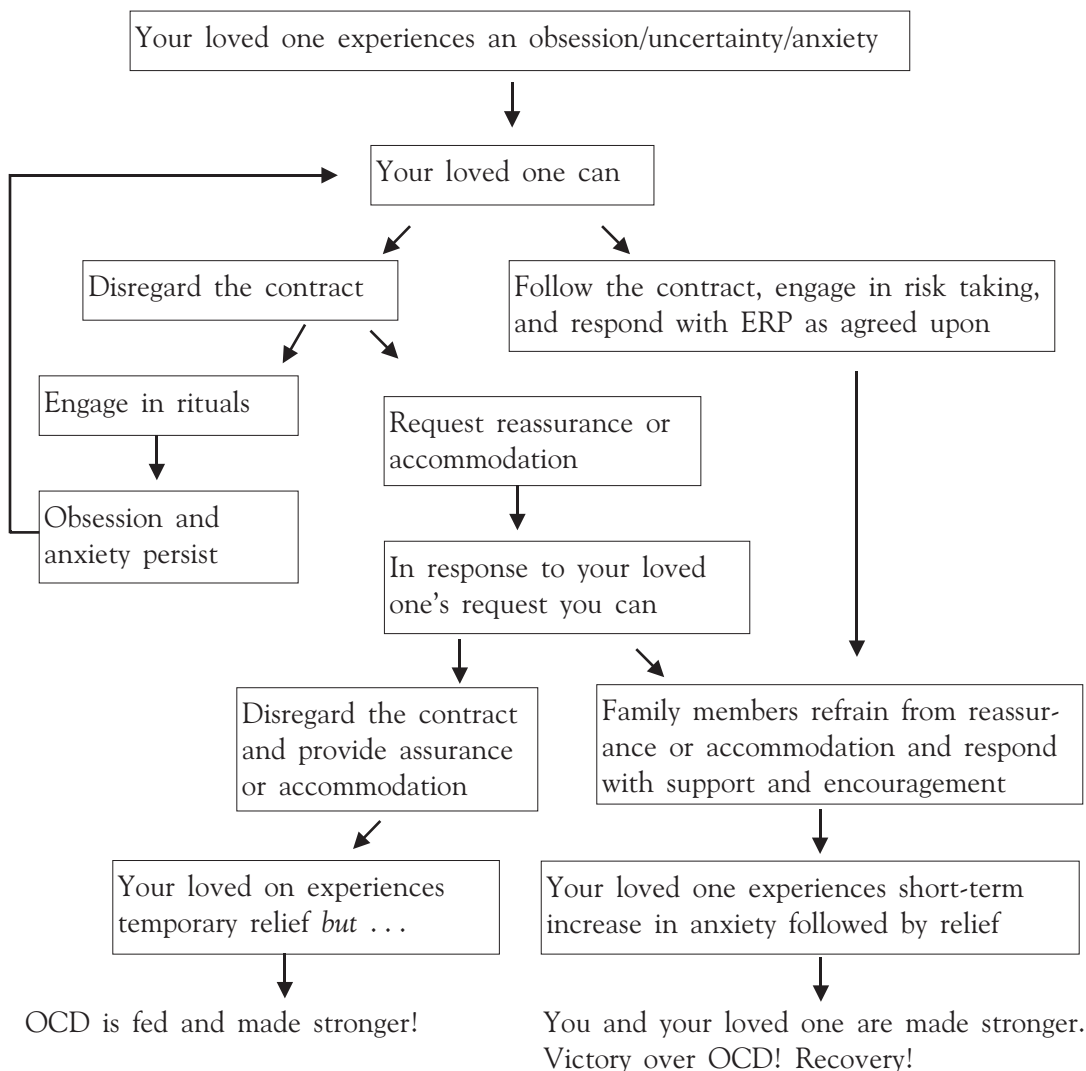 Your loved one experiences an obsession/uncertainty/anxiety
Your loved one can
Disregard the contract
Follow the contract, engage in risk taking,
and respond with ERP as agreed upon
Engage in rituals
Request reassurance or
accommodation
Obsession and
anxiety persist
In response to your loved
one's request you can
Disregard the contract
and provide assurance
or accommodation
Family members refrain from reassur-
ance or accommodation and respond
with support and encouragement
Your loved on experiences
temporary relief but . . .
Your loved one experiences short-term
increase in anxiety followed by relief
OCD is fed and made stronger!
You and your loved one are made stronger.
Victory over OCD! Recovery!